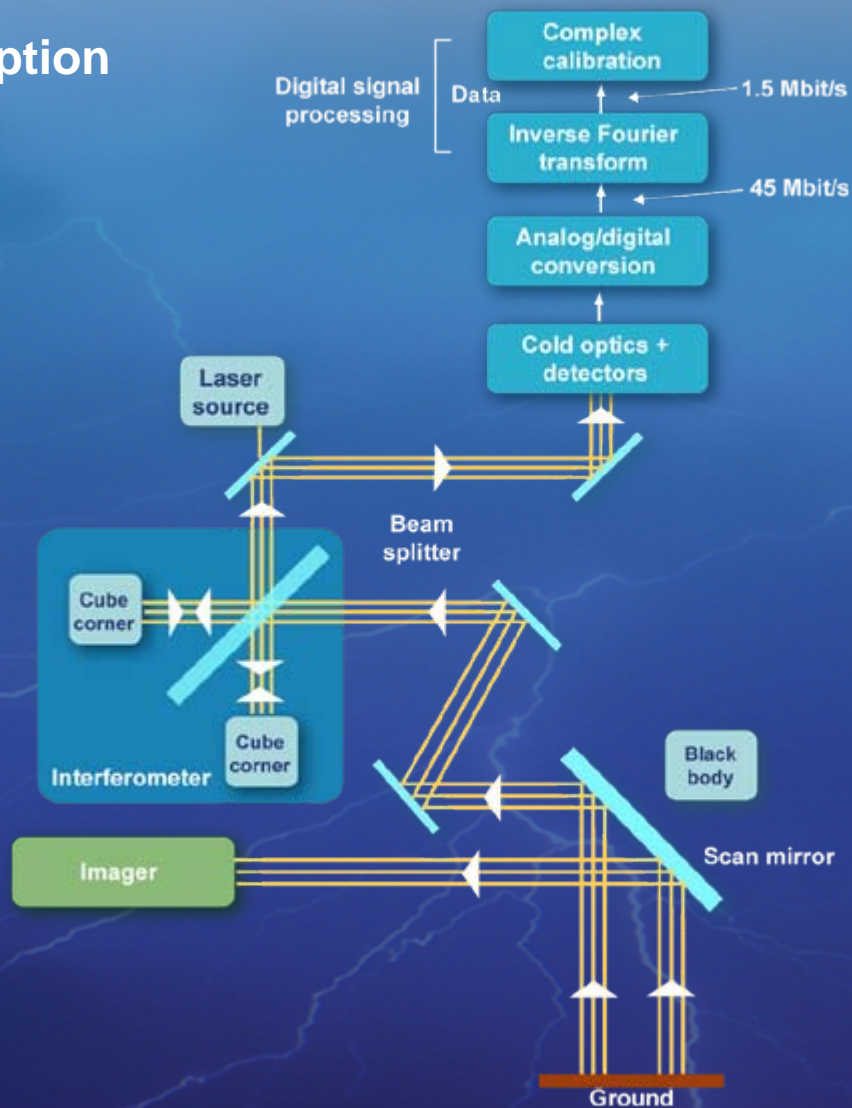 ption
Complex
calibration
Digital signal
processing
Data
1.5 Mbit/s
Inverse Fourier
transform
45 Mbit/s
Analog/digital
conversion
Cold optics +
detectors
Laser
source
Beam
splitter
Cube
corner
Cube
corner
Interferometer
Black
body
Scan mirror
Imager
Ground